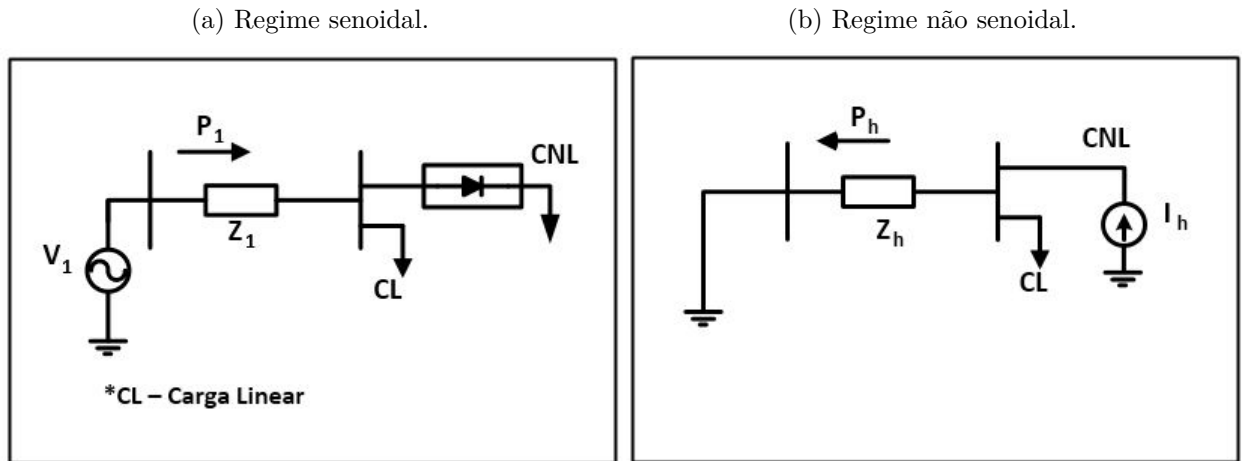 (a) Regime senoidal.
(b) Regime não senoidal.
P₁
CNL
Z₁
V₁
CL
*CL – Carga Linear
Pₕ
CNL
Zₕ
Iₕ
CL